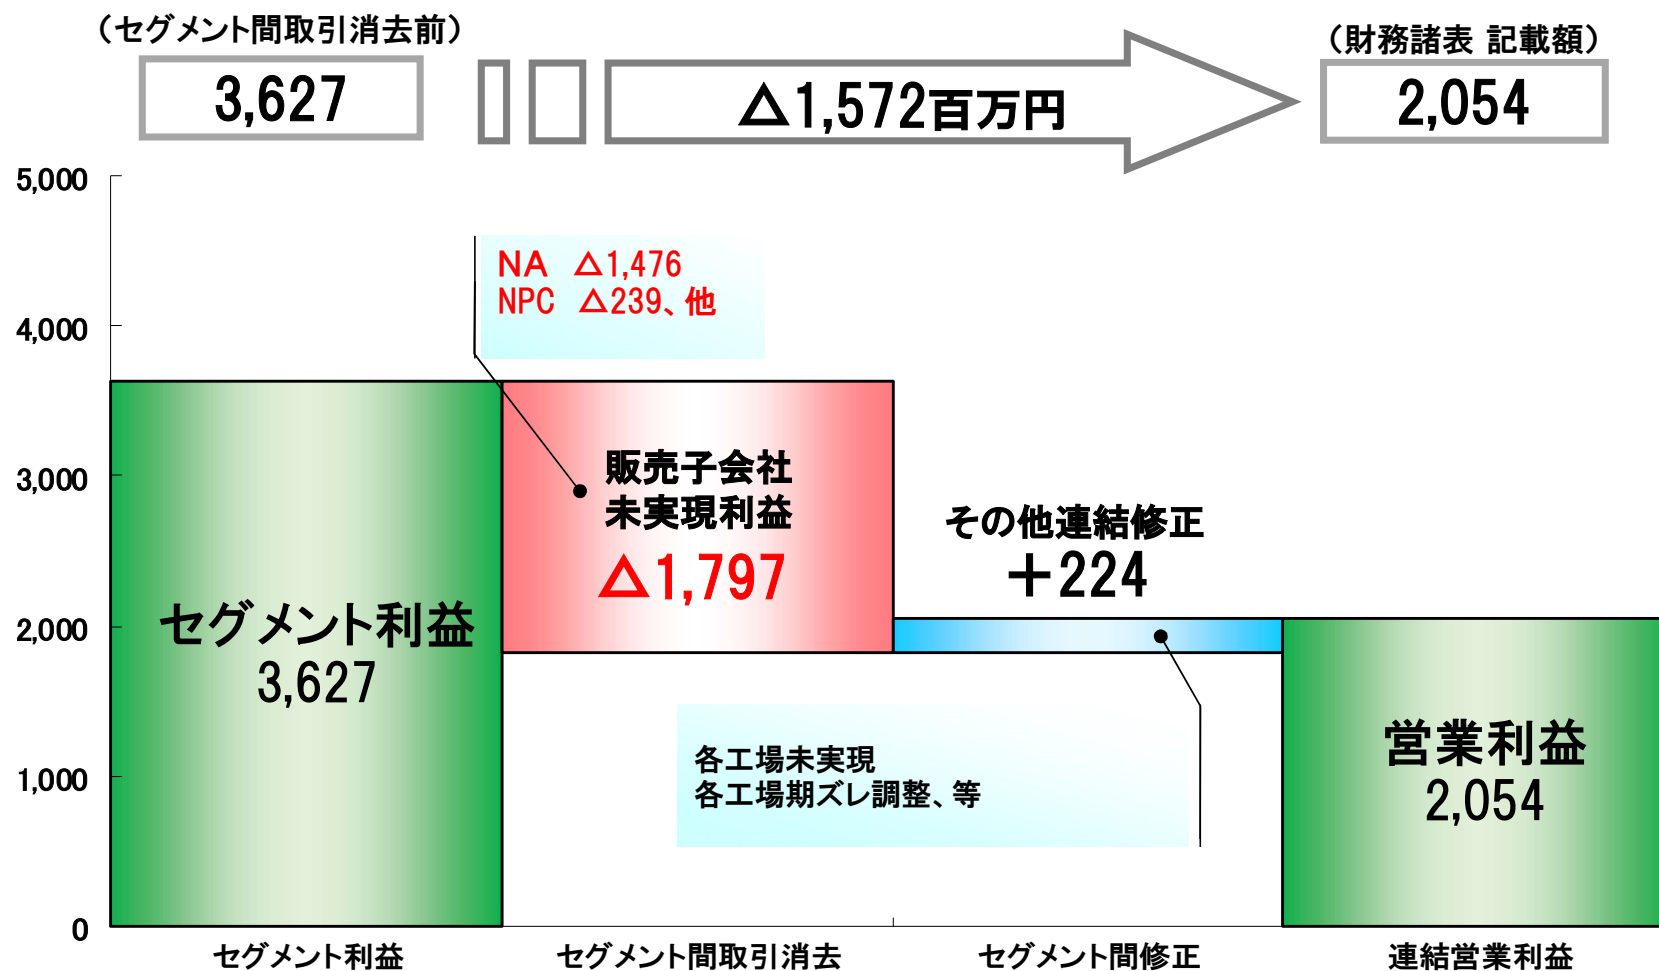 （セグメント間取引消去前）
3,627
△1,572百万円
（財務諸表 記載額）
2,054
5,000
4,000
3,000
2,000
1,000
0
NA △1,476
NPC △239、他
販売子会社
未実現利益
△1,797
その他連結修正
＋224
セグメント利益
3,627
各工場未実現
各工場期ズレ調整、等
営業利益
2,054
セグメント利益
セグメント間取引消去
セグメント間修正
連結営業利益